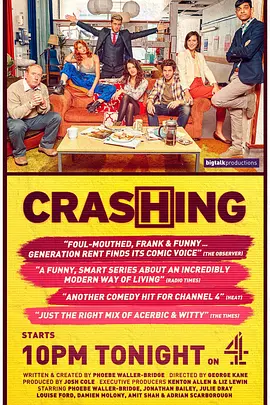 bigtalkproductions
CRASHING
“FOUL-MOUTHED, FRANK & FUNNY...
GENERATION RENT FINDS ITS COMIC VOICE” (THE OBSERVER)
“A FUNNY, SMART SERIES ABOUT AN INCREDIBLY
MODERN WAY OF LIVING” (RADIO TIMES)
“ANOTHER COMEDY HIT FOR CHANNEL 4” (HEAT)
“JUST THE RIGHT MIX OF ACERBIC & WITTY” (THE TIMES)
STARTS
10PM TONIGHT ON 4
WRITTEN & CREATED BY PHOEBE WALLER-BRIDGE DIRECTED BY GEORGE KANE
PRODUCED BY JOSH COLE EXECUTIVE PRODUCERS KENTON ALLEN & LIZ LEWIN
STARRING PHOEBE WALLER-BRIDGE, JONATHAN BAILEY, JULIE DRAY
LOUISE FORD, DAMIEN MOLONY, AMIT SHAH & ADRIAN SCARBOROUGH